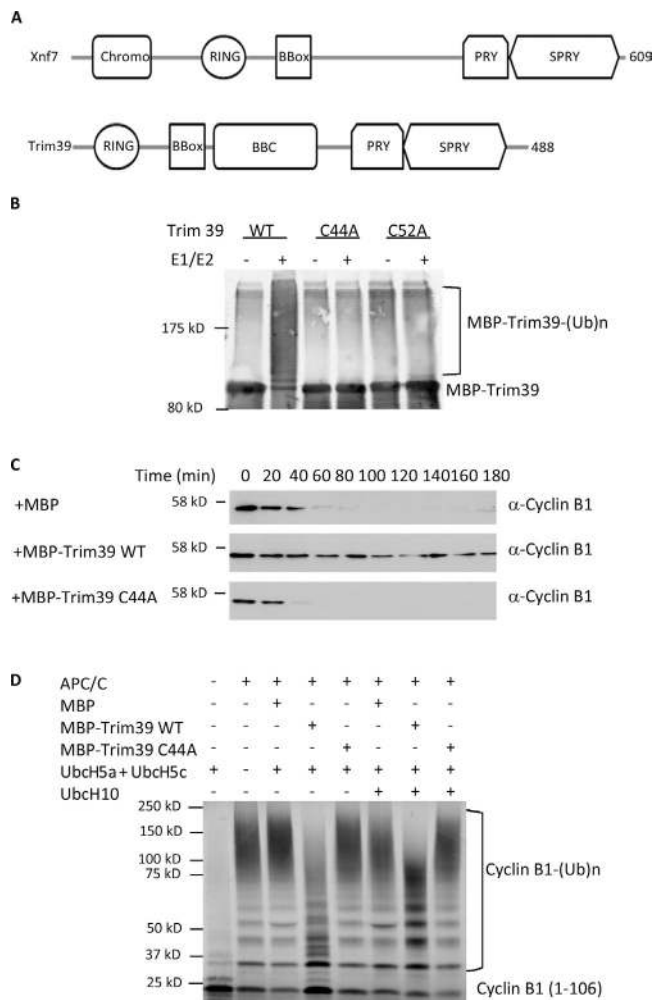 A
Xnf7 Chromo RING BBox PRY SPRY 609
Trim39 RING BBox BBC PRY SPRY 488
B
Trim 39 WT C44A C52A
E1/E2 - + - + - +
175 kD
MBP-Trim39-(Ub)n
MBP-Trim39
80 kD
C
Time (min) 0 20 40 60 80 100 120 140 160 180
+MBP 58 kD α-Cyclin B1
+MBP-Trim39 WT 58 kD α-Cyclin B1
+MBP-Trim39 C44A 58 kD α-Cyclin B1
D
APC/C - + + + + + + +
MBP - - + - - + - -
MBP-Trim39 WT - - - + - - + -
MBP-Trim39 C44A - - - - + - - +
UbcH5a + UbcH5c + - + + + + + +
UbcH10 - - - - - + + +
250 kD
150 kD
100 kD
75 kD
Cyclin B1-(Ub)n
50 kD
37 kD
25 kD
Cyclin B1 (1-106)